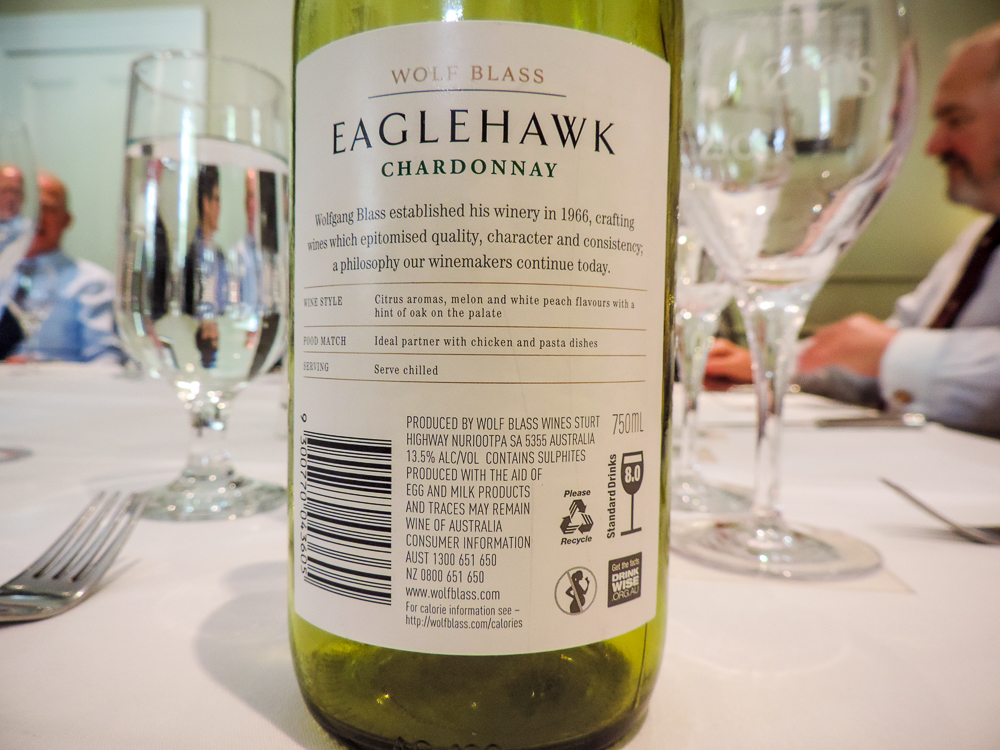 WOLF BLASS
EAGLEHAWK
CHARDONNAY
Wolfgang Blass established his winery in 1966, crafting
wines which epitomised quality, character and consistency;
a philosophy our winemakers continue today.
WINE STYLE Citrus aromas, melon and white peach flavours with a
hint of oak on the palate
FOOD MATCH Ideal partner with chicken and pasta dishes
SERVING Serve chilled
PRODUCED BY WOLF BLASS WINES STURT
HIGHWAY NURIOOTPA SA 5355 AUSTRALIA
13.5% ALC/VOL CONTAINS SULPHITES
PRODUCED WITH THE AID OF
EGG AND MILK PRODUCTS
AND TRACES MAY REMAIN
WINE OF AUSTRALIA
CONSUMER INFORMATION
AUST 1300 651 650
NZ 0800 651 650
www.wolfblass.com
For calorie information see –
http://wolfblass.com/calories
750mL
8.0
Standard Drinks
Please
Recycle
Get the facts
DRINK
WISE
.ORG.AU
9 300770 043605